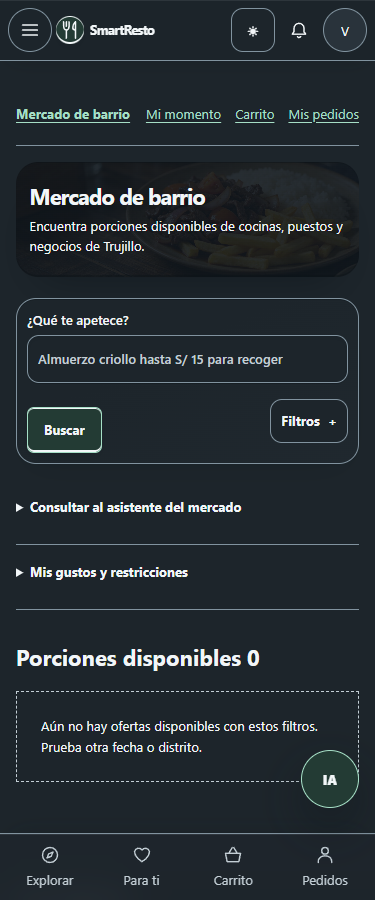 SmartResto
V
Mercado de barrio Mi momento Carrito Mis pedidos
Mercado de barrio
Encuentra porciones disponibles de cocinas, puestos y
negocios de Trujillo.
¿Qué te apetece?
Almuerzo criollo hasta S/ 15 para recoger
Buscar
Filtros +
Consultar al asistente del mercado
Mis gustos y restricciones
Porciones disponibles 0
Aún no hay ofertas disponibles con estos filtros.
Prueba otra fecha o distrito.
IA
Explorar Para ti Carrito Pedidos